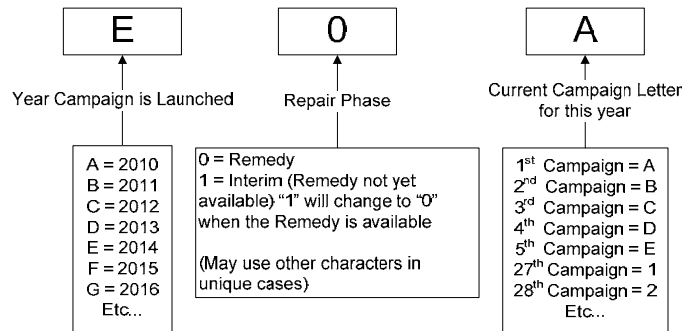 E
0
A
Year Campaign is Launched
Repair Phase
Current Campaign Letter
for this year
A = 2010
B = 2011
C = 2012
D = 2013
E = 2014
F = 2015
G = 2016
Etc...
0 = Remedy
1 = Interim (Remedy not yet
available) “1” will change to “0”
when the Remedy is available
(May use other characters in
unique cases)
1st Campaign = A
2nd Campaign = B
3rd Campaign = C
4th Campaign = D
5th Campaign = E
27th Campaign = 1
28th Campaign = 2
Etc...